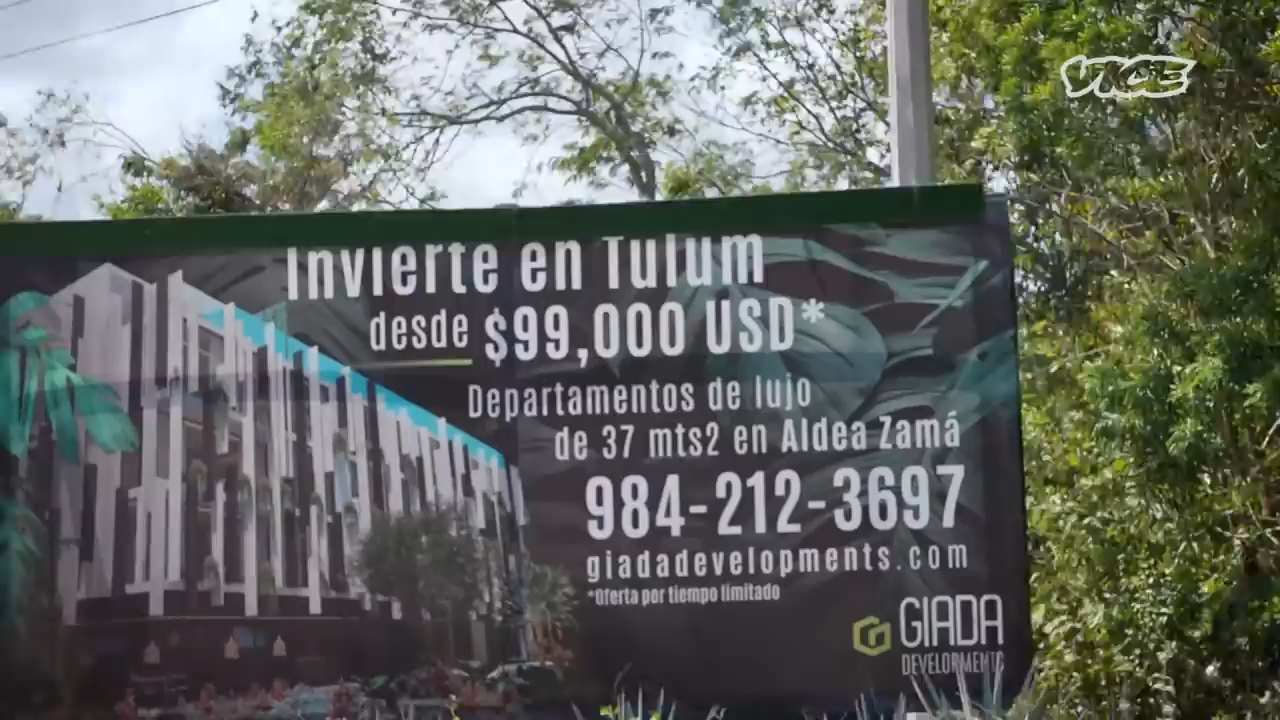 VICE
Invierte en Tulum
desde $99,000 USD*
Departamentos de lujo
de 37 mts2 en Aldea Zamá
984-212-3697
giadadevelopments.com
*Oferta por tiempo limitado
GIADA
DEVELOPMENTS